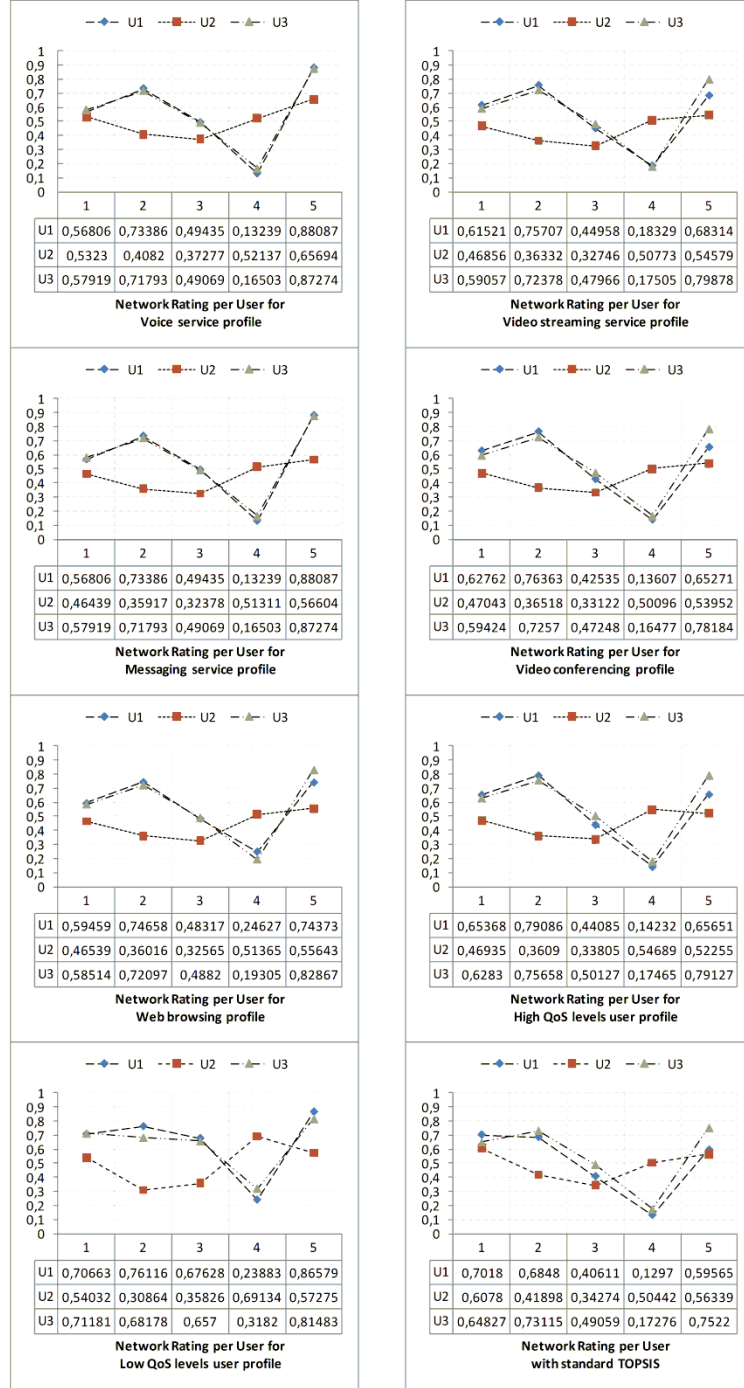 U1 U2 U3
1
0,9
0,8
0,7
0,6
0,5
0,4
0,3
0,2
0,1
0
1 2 3 4 5
U1 0,56806 0,73386 0,49435 0,13239 0,88087
U2 0,5323 0,4082 0,37277 0,52137 0,65694
U3 0,57919 0,71793 0,49069 0,16503 0,87274
Network Rating per User for
Voice service profile
U1 U2 U3
1
0,9
0,8
0,7
0,6
0,5
0,4
0,3
0,2
0,1
0
1 2 3 4 5
U1 0,61521 0,75707 0,44958 0,18329 0,68314
U2 0,46856 0,36332 0,32746 0,50773 0,54579
U3 0,59057 0,72378 0,47966 0,17505 0,79878
Network Rating per User for
Video streaming service profile
U1 U2 U3
1
0,9
0,8
0,7
0,6
0,5
0,4
0,3
0,2
0,1
0
1 2 3 4 5
U1 0,56806 0,73386 0,49435 0,13239 0,88087
U2 0,46439 0,35917 0,32378 0,51311 0,56604
U3 0,57919 0,71793 0,49069 0,16503 0,87274
Network Rating per User for
Messaging service profile
U1 U2 U3
1
0,9
0,8
0,7
0,6
0,5
0,4
0,3
0,2
0,1
0
1 2 3 4 5
U1 0,62762 0,76363 0,42535 0,13607 0,65271
U2 0,47043 0,36518 0,33122 0,50096 0,53952
U3 0,59424 0,7257 0,47248 0,16477 0,78184
Network Rating per User for
Video conferencing profile
U1 U2 U3
1
0,9
0,8
0,7
0,6
0,5
0,4
0,3
0,2
0,1
0
1 2 3 4 5
U1 0,59459 0,74658 0,48317 0,24627 0,74373
U2 0,46539 0,36016 0,32565 0,51365 0,55643
U3 0,58514 0,72097 0,4882 0,19305 0,82867
Network Rating per User for
Web browsing profile
U1 U2 U3
1
0,9
0,8
0,7
0,6
0,5
0,4
0,3
0,2
0,1
0
1 2 3 4 5
U1 0,65368 0,79086 0,44085 0,14232 0,65651
U2 0,46935 0,3609 0,33805 0,54689 0,52255
U3 0,6283 0,75658 0,50127 0,17465 0,79127
Network Rating per User for
High QoS levels user profile
U1 U2 U3
1
0,9
0,8
0,7
0,6
0,5
0,4
0,3
0,2
0,1
0
1 2 3 4 5
U1 0,70663 0,76116 0,67628 0,23883 0,86579
U2 0,54032 0,30864 0,35826 0,69134 0,57275
U3 0,71181 0,68178 0,657 0,3182 0,81483
Network Rating per User for
Low QoS levels user profile
U1 U2 U3
1
0,9
0,8
0,7
0,6
0,5
0,4
0,3
0,2
0,1
0
1 2 3 4 5
U1 0,7018 0,6848 0,40611 0,1297 0,59565
U2 0,6078 0,41898 0,34274 0,50442 0,56339
U3 0,64827 0,73115 0,49059 0,17276 0,7522
Network Rating per User
with standard TOPSIS